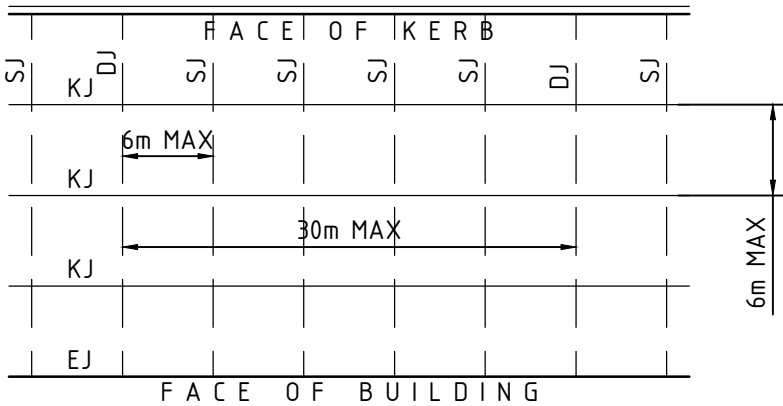 FACE OF KERB
SJ DJ SJ SJ SJ SJ DJ SJ
KJ
6m MAX
KJ
30m MAX
6m MAX
KJ
EJ
FACE OF BUILDING